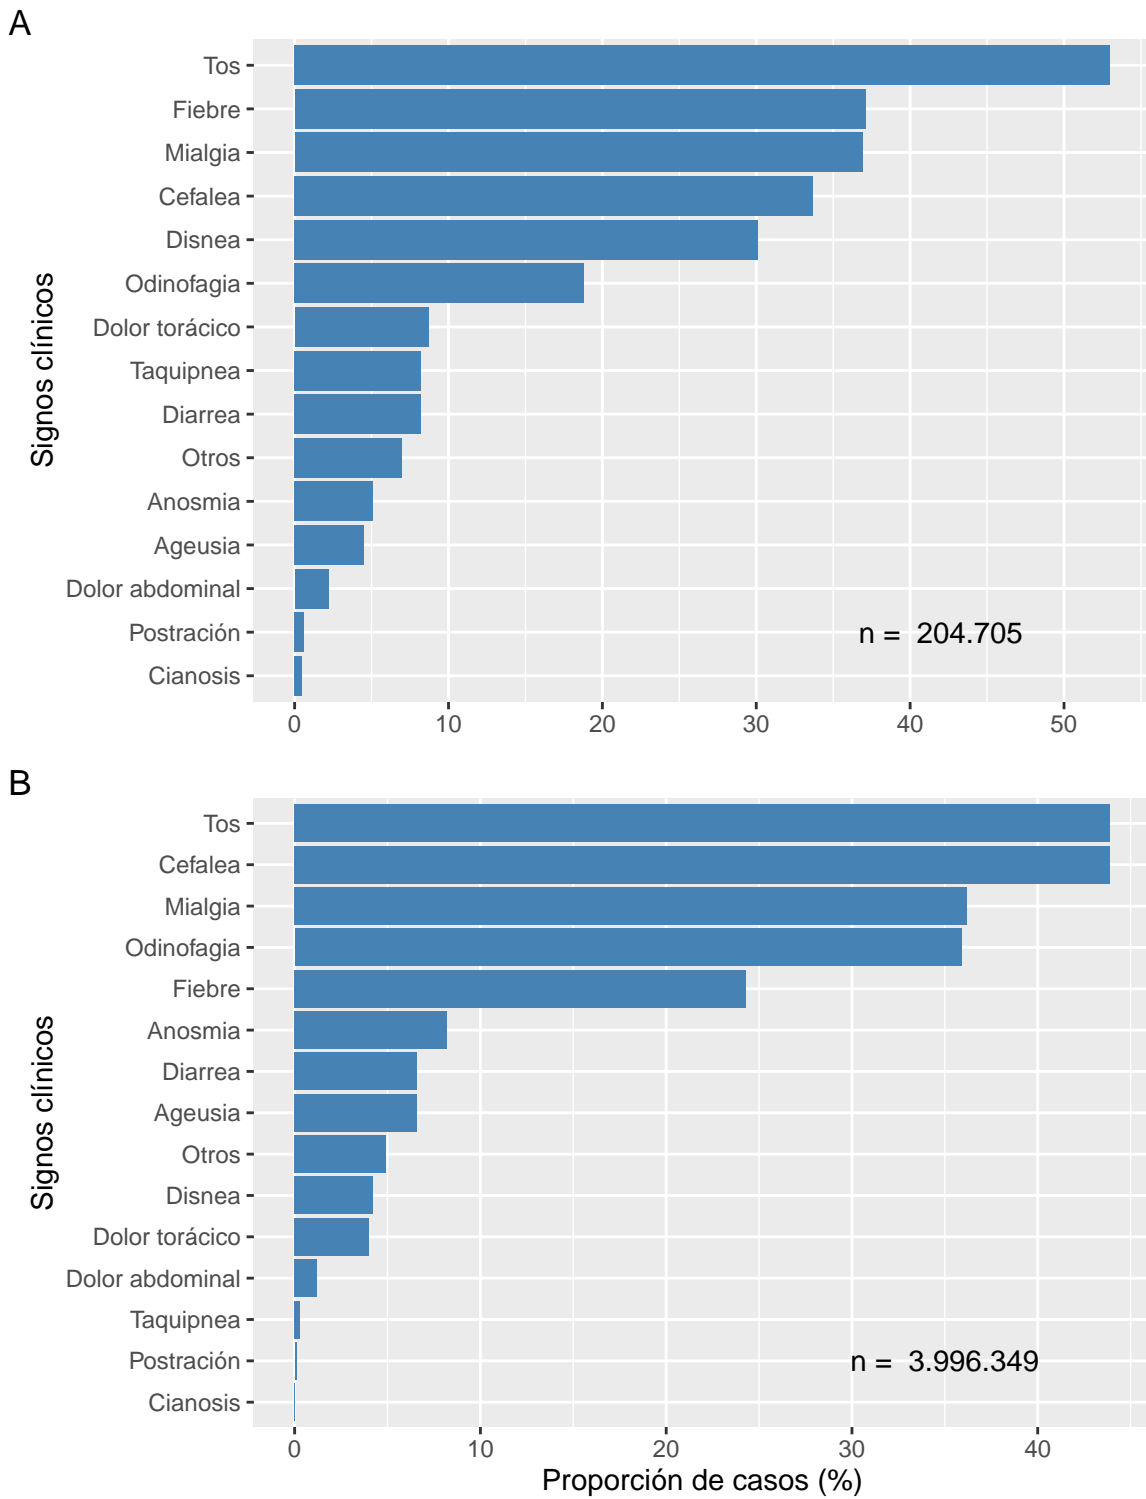 A
Signos clínicos
Tos
Fiebre
Mialgia
Cefalea
Disnea
Odinofagia
Dolor torácico
Taquipnea
Diarrea
Otros
Anosmia
Ageusia
Dolor abdominal
Postración
Cianosis
n = 204.705
0 10 20 30 40 50
B
Signos clínicos
Tos
Cefalea
Mialgia
Odinofagia
Fiebre
Anosmia
Diarrea
Ageusia
Otros
Disnea
Dolor torácico
Dolor abdominal
Taquipnea
Postración
Cianosis
n = 3.996.349
0 10 20 30 40
Proporción de casos (%)